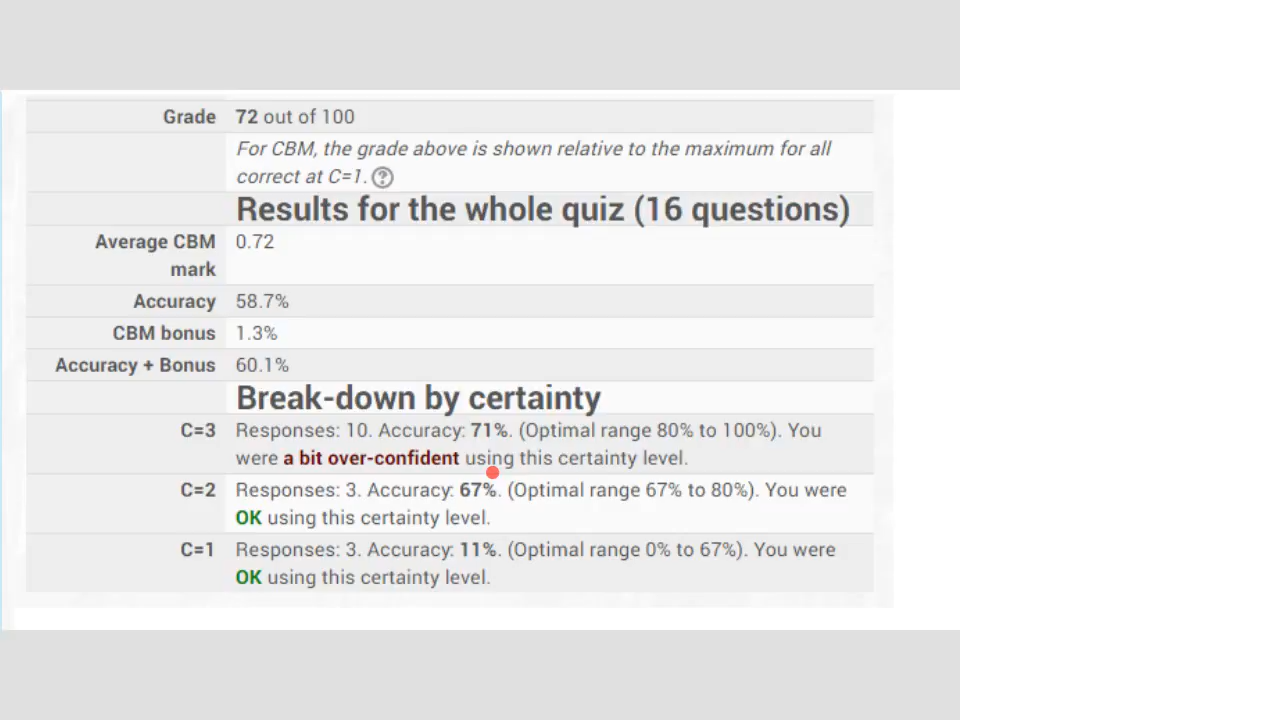 Grade 72 out of 100
For CBM, the grade above is shown relative to the maximum for all
correct at C=1.
Results for the whole quiz (16 questions)
Average CBM mark 0.72
Accuracy 58.7%
CBM bonus 1.3%
Accuracy + Bonus 60.1%
Break-down by certainty
C=3 Responses: 10. Accuracy: 71%. (Optimal range 80% to 100%). You
were a bit over-confident using this certainty level.
C=2 Responses: 3. Accuracy: 67%. (Optimal range 67% to 80%). You were
OK using this certainty level.
C=1 Responses: 3. Accuracy: 11%. (Optimal range 0% to 67%). You were
OK using this certainty level.